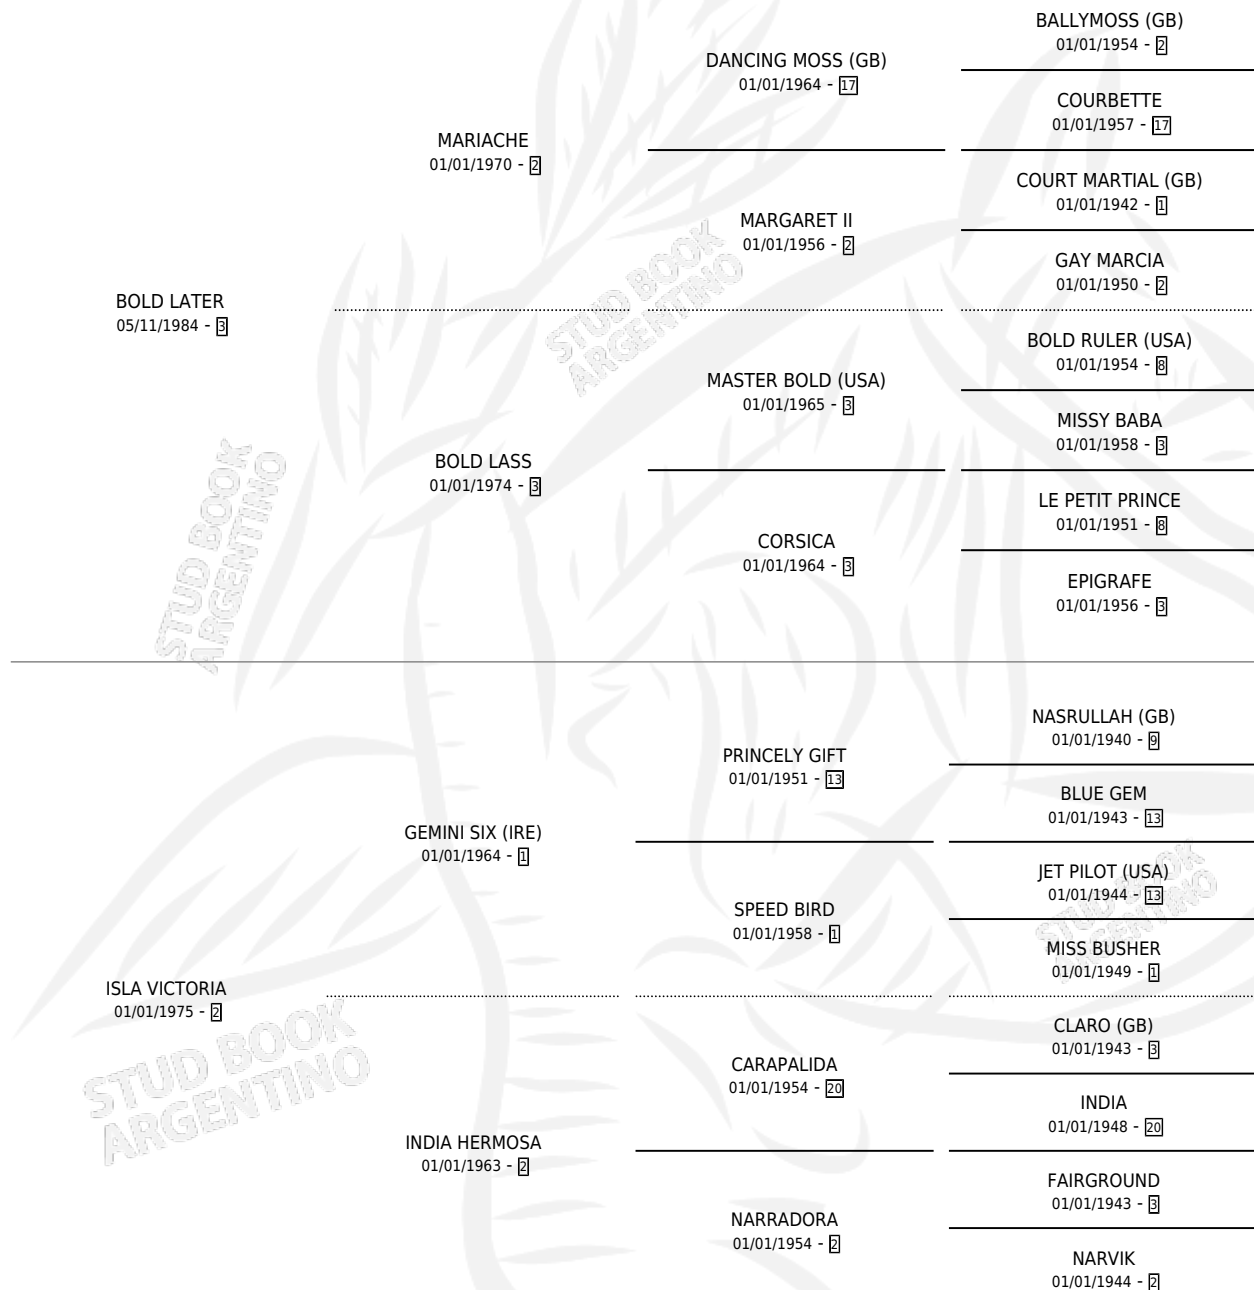 BALLYMOSS (GB)
01/01/1954 - 2
DANCING MOSS (GB)
01/01/1964 - 17
COURBETTE
01/01/1957 - 17
MARIACHE
01/01/1970 - 2
COURT MARTIAL (GB)
01/01/1942 - 1
MARGARET II
01/01/1956 - 2
GAY MARCIA
01/01/1950 - 2
BOLD LATER
05/11/1984 - 3
BOLD RULER (USA)
01/01/1954 - 8
MASTER BOLD (USA)
01/01/1965 - 3
MISSY BABA
01/01/1958 - 3
BOLD LASS
01/01/1974 - 3
LE PETIT PRINCE
01/01/1951 - 8
CORSICA
01/01/1964 - 3
EPIGRAFE
01/01/1956 - 3
NASRULLAH (GB)
01/01/1940 - 9
PRINCELY GIFT
01/01/1951 - 13
BLUE GEM
01/01/1943 - 13
GEMINI SIX (IRE)
01/01/1964 - 1
JET PILOT (USA)
01/01/1944 - 13
SPEED BIRD
01/01/1958 - 1
MISS BUSHER
01/01/1949 - 1
ISLA VICTORIA
01/01/1975 - 2
CLARO (GB)
01/01/1943 - 3
CARAPALIDA
01/01/1954 - 20
INDIA
01/01/1948 - 20
INDIA HERMOSA
01/01/1963 - 2
FAIRGROUND
01/01/1943 - 3
NARRADORA
01/01/1954 - 2
NARVIK
01/01/1944 - 2
STUD BOOK
ARGENTINO
STUD BOOK
ARGENTINO
STUD BOOK
ARGENTINO
STUD BOOK
ARGENTINO